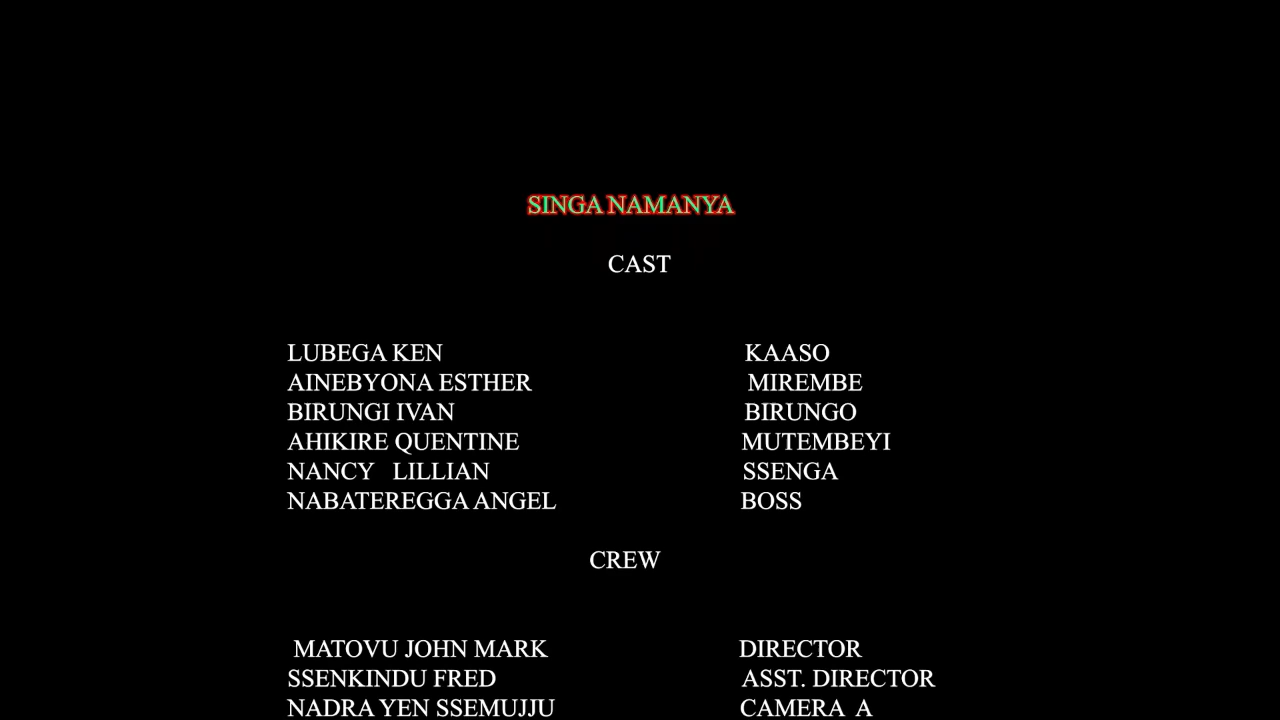 SINGA NAMANYA
CAST
LUBEGA KEN KAASO
AINEBYONA ESTHER MIREMBE
BIRUNGI IVAN BIRUNGO
AHIKIRE QUENTINE MUTEMBEYI
NANCY LILLIAN SSENGA
NABATEREGGA ANGEL BOSS
CREW
MATOVU JOHN MARK DIRECTOR
SSENKINDU FRED ASST. DIRECTOR
NADRA YEN SSEMUJJU CAMERA A